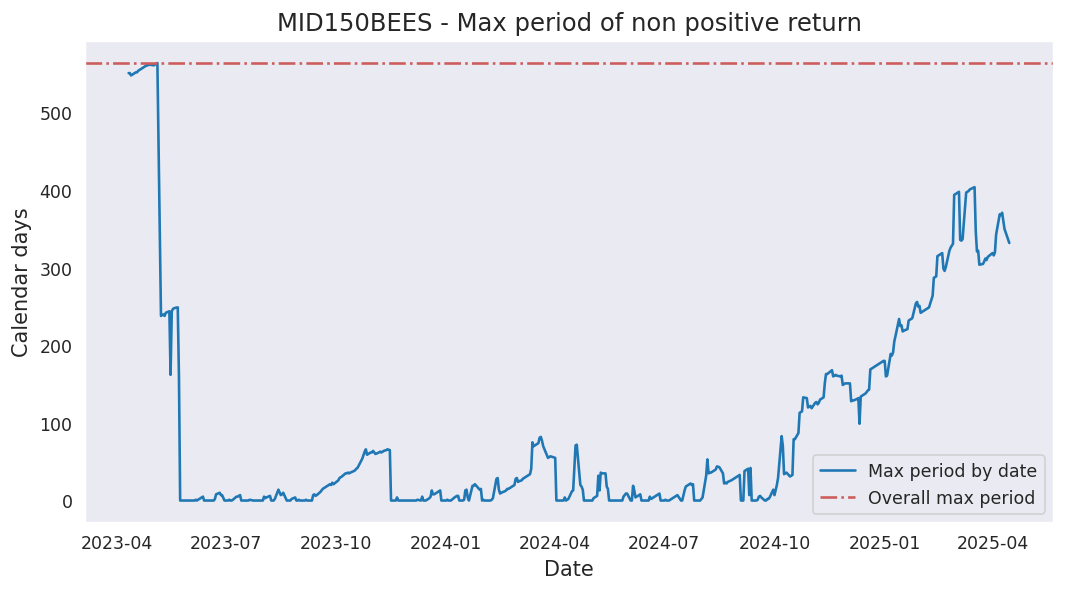 MID150BEES - Max period of non positive return
Calendar days
500
400
300
200
100
0
Max period by date
Overall max period
2023-04 2023-07 2023-10 2024-01 2024-04 2024-07 2024-10 2025-01 2025-04
Date